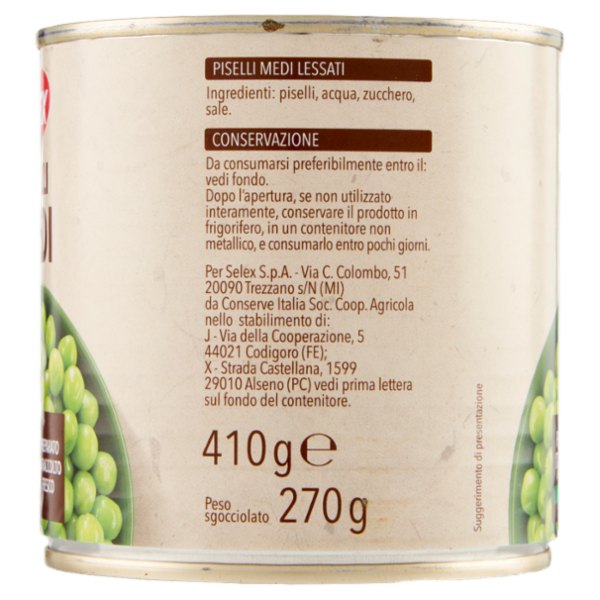 PISELLI MEDI LESSATI
Ingredienti: piselli, acqua, zucchero,
sale.
CONSERVAZIONE
Da consumarsi preferibilmente entro il:
vedi fondo.
Dopo l'apertura, se non utilizzato
interamente, conservare il prodotto in
frigorifero, in un contenitore non
metallico, e consumarlo entro pochi giorni.
Per Selex S.p.A. - Via C. Colombo, 51
20090 Trezzano s/N (MI)
da Conserve Italia Soc. Coop. Agricola
nello stabilimento di:
J - Via della Cooperazione, 5
44021 Codigoro (FE);
X - Strada Castellana, 1599
29010 Alseno (PC) vedi prima lettera
sul fondo del contenitore.
410g e
Peso
sgocciolato 270g
Suggerimento di presentazione